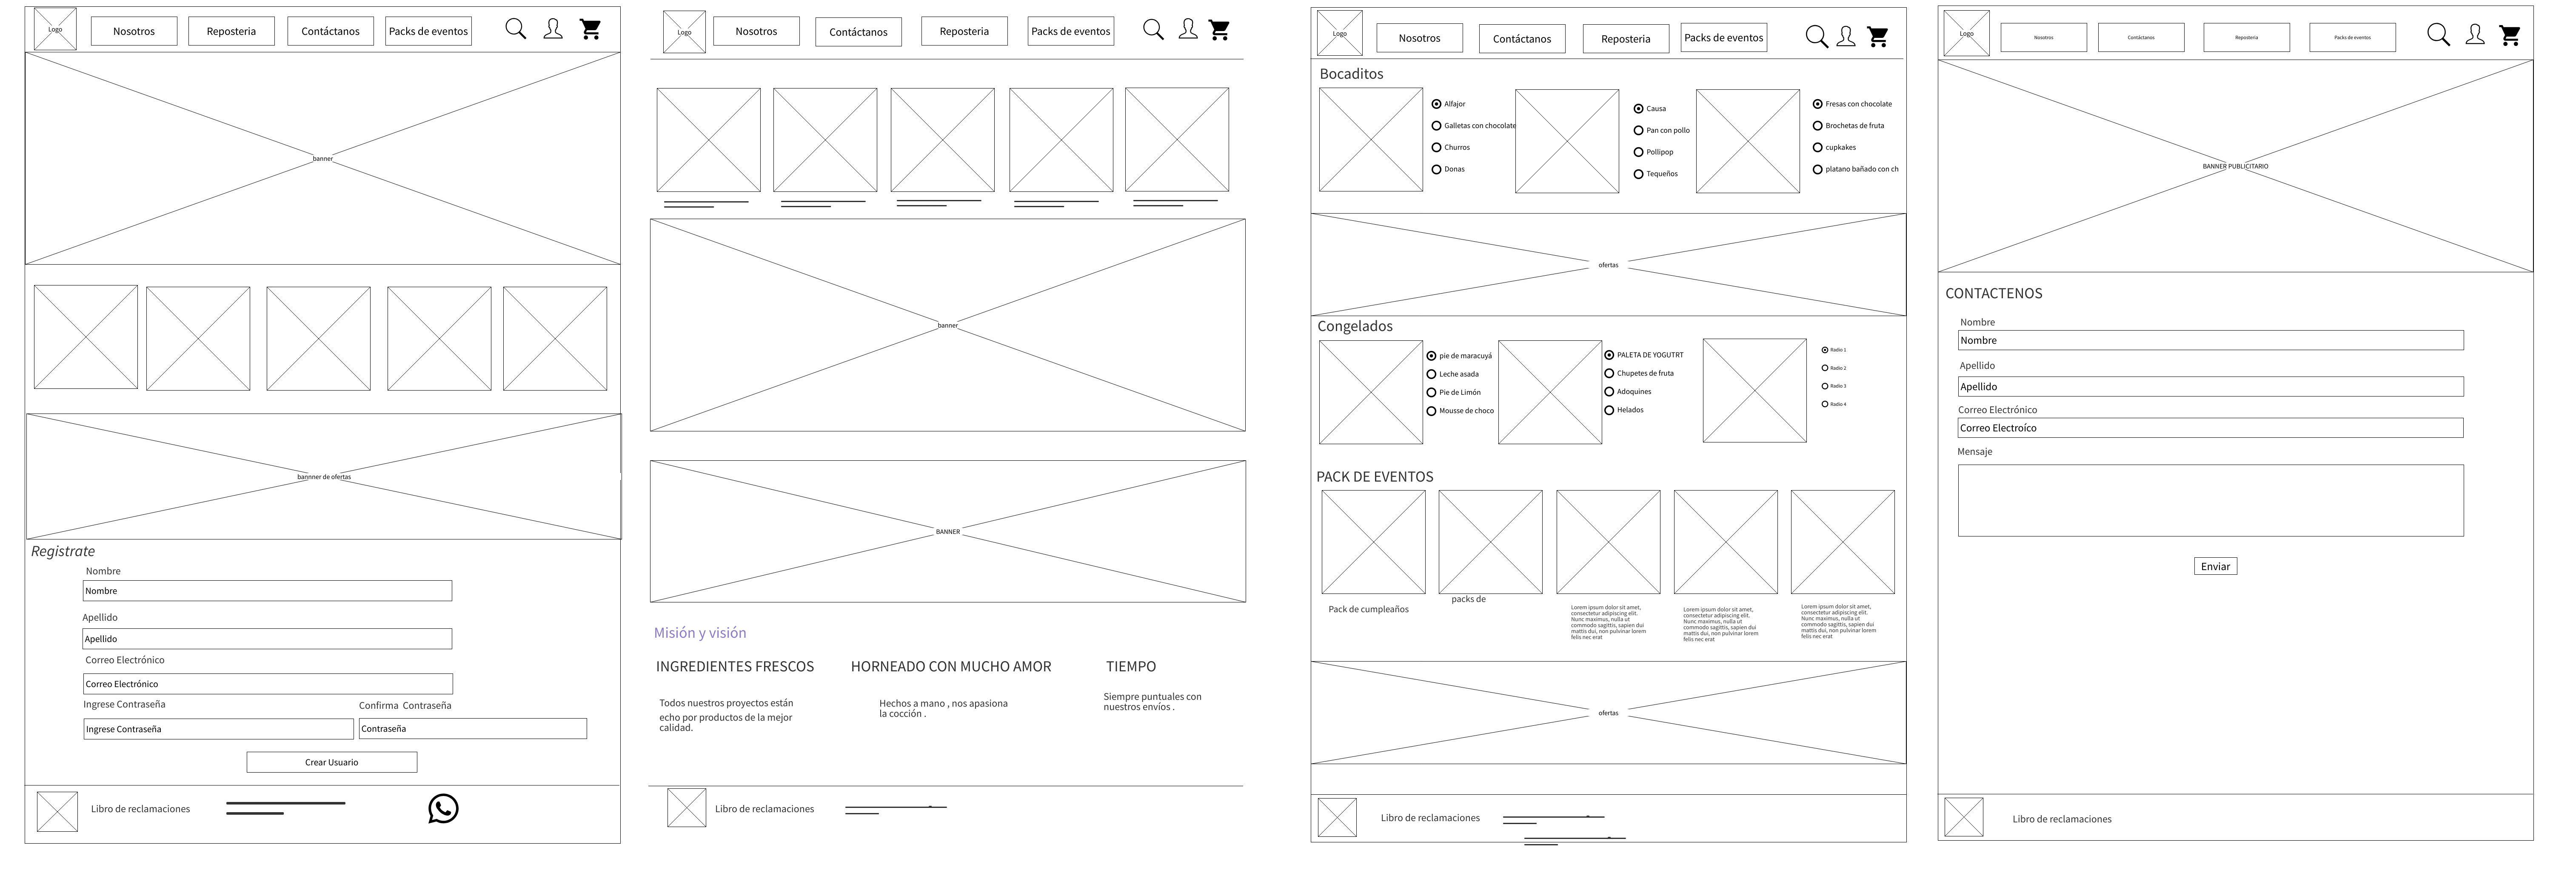 Logo
Nosotros
Reposteria
Contáctanos
Packs de eventos
banner
bannner de ofertas
Registrate
Nombre
Nombre
Apellido
Apellido
Correo Electrónico
Correo Electrónico
Ingrese Contraseña
Confirma Contraseña
Ingrese Contraseña
Contraseña
Crear Usuario
Libro de reclamaciones
Logo
Nosotros
Contáctanos
Reposteria
Packs de eventos
banner
BANNER
Misión y visión
INGREDIENTES FRESCOS
HORNEADO CON MUCHO AMOR
TIEMPO
Todos nuestros proyectos están
echo por productos de la mejor
calidad.
Hechos a mano , nos apasiona
la cocción .
Siempre puntuales con
nuestros envíos .
Libro de reclamaciones
Logo
Nosotros
Contáctanos
Reposteria
Packs de eventos
Bocaditos
Alfajor
Galletas con chocolate
Churros
Donas
Causa
Pan con pollo
Pollipop
Tequeños
Fresas con chocolate
Brochetas de fruta
cupkakes
platano bañado con ch
ofertas
Congelados
pie de maracuyá
Leche asada
Pie de Limón
Mousse de choco
PALETA DE YOGUTRT
Chupetes de fruta
Adoquines
Helados
Radio 1
Radio 2
Radio 3
Radio 4
PACK DE EVENTOS
Pack de cumpleaños
packs de
Lorem ipsum dolor sit amet,
consectetur adipiscing elit.
Nunc maximus, nulla ut
commodo sagittis, sapien dui
mattis dui, non pulvinar lorem
felis nec erat
Lorem ipsum dolor sit amet,
consectetur adipiscing elit.
Nunc maximus, nulla ut
commodo sagittis, sapien dui
mattis dui, non pulvinar lorem
felis nec erat
Lorem ipsum dolor sit amet,
consectetur adipiscing elit.
Nunc maximus, nulla ut
commodo sagittis, sapien dui
mattis dui, non pulvinar lorem
felis nec erat
ofertas
Libro de reclamaciones
Logo
Nosotros
Contáctanos
Reposteria
Packs de eventos
BANNER PUBLICITARIO
CONTACTENOS
Nombre
Nombre
Apellido
Apellido
Correo Electrónico
Correo Electroíco
Mensaje
Enviar
Libro de reclamaciones